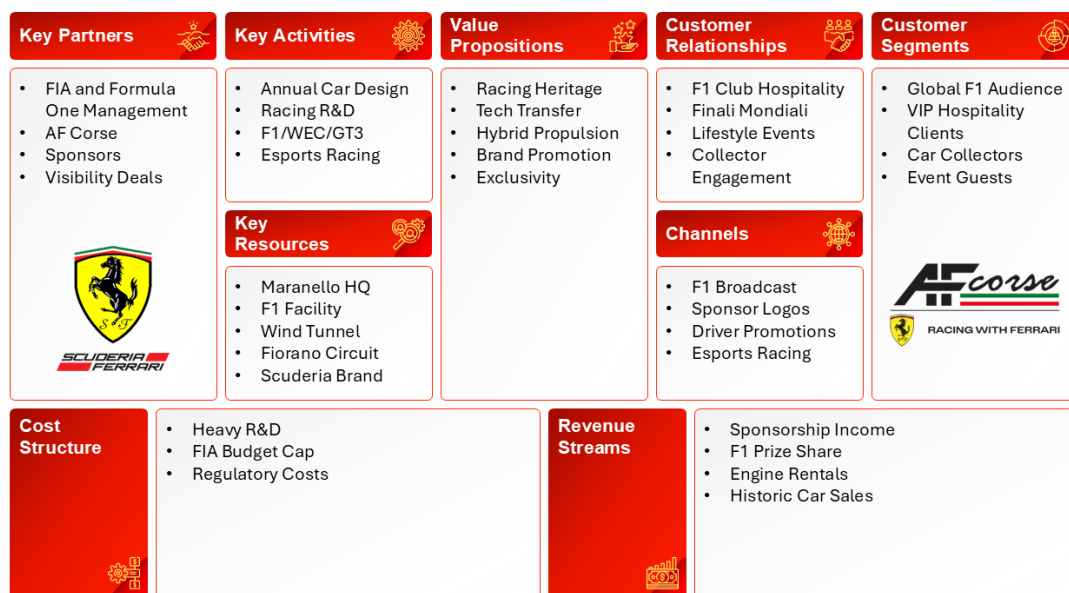 Key Partners
FIA and Formula
One Management
AF Corse
Sponsors
Visibility Deals
S F
SCUDERIA
FERRARI
Key Activities
Annual Car Design
Racing R&D
F1/WEC/GT3
Esports Racing
Key
Resources
Maranello HQ
F1 Facility
Wind Tunnel
Fiorano Circuit
Scuderia Brand
Value
Propositions
Racing Heritage
Tech Transfer
Hybrid Propulsion
Brand Promotion
Exclusivity
Customer
Relationships
F1 Club Hospitality
Finali Mondiali
Lifestyle Events
Collector
Engagement
Channels
F1 Broadcast
Sponsor Logos
Driver Promotions
Esports Racing
Customer
Segments
Global F1 Audience
VIP Hospitality
Clients
Car Collectors
Event Guests
AF corse
RACING WITH FERRARI
Cost
Structure
Heavy R&D
FIA Budget Cap
Regulatory Costs
Revenue
Streams
Sponsorship Income
F1 Prize Share
Engine Rentals
Historic Car Sales